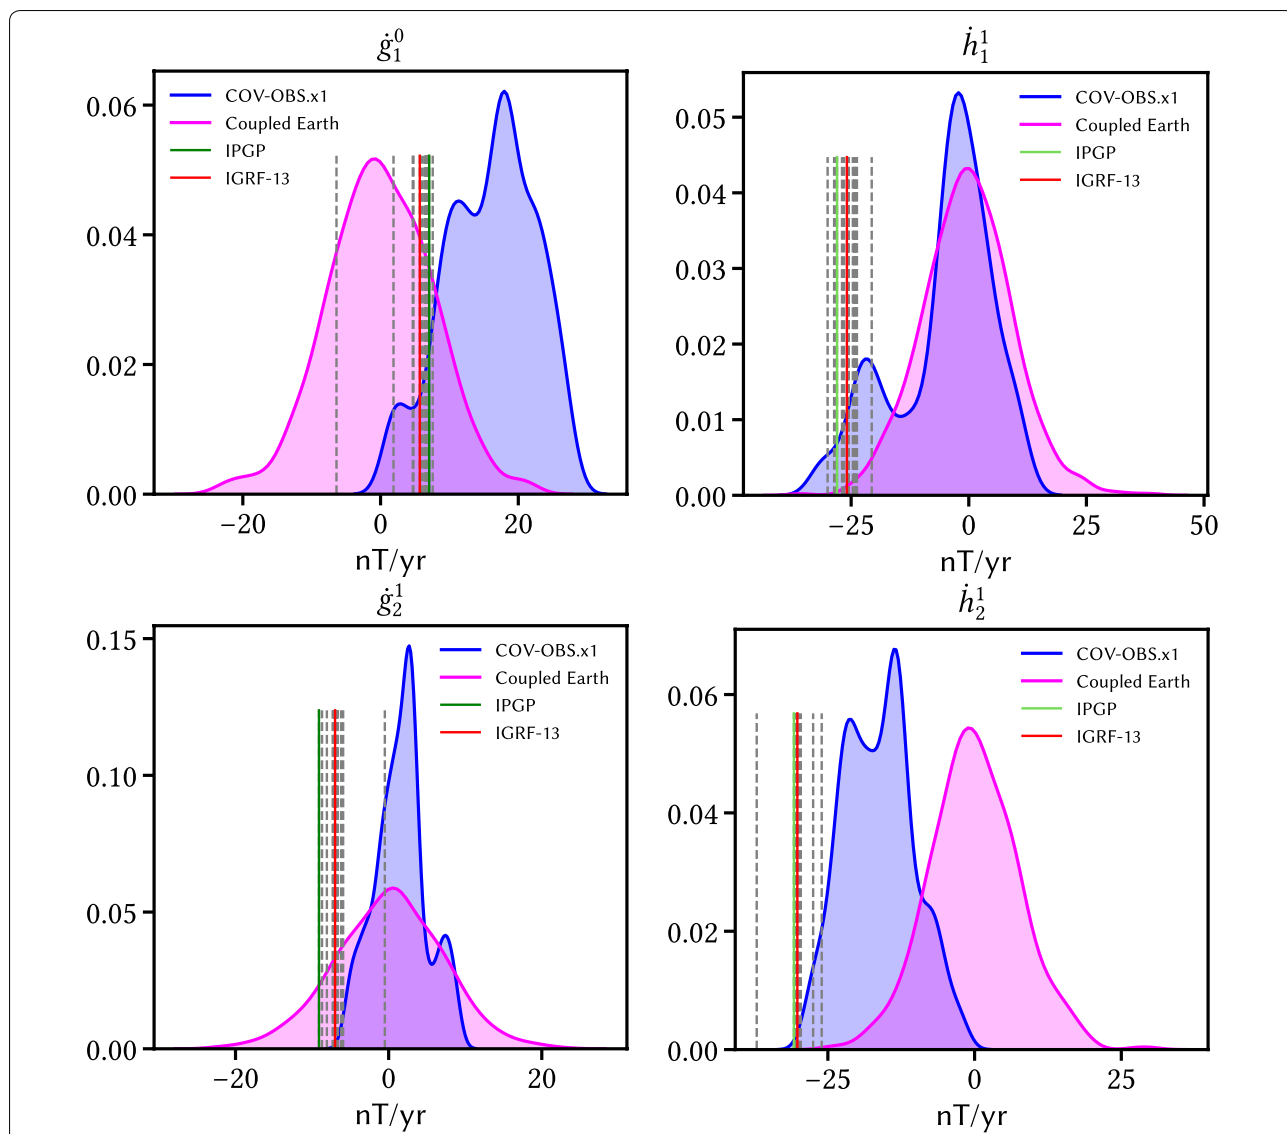 ġ₁⁰
0.06
0.04
0.02
0.00
COV-OBS.x1
Coupled Earth
IPGP
IGRF-13
−20 0 20
nT/yr
ḣ₁¹
0.05
0.04
0.03
0.02
0.01
0.00
COV-OBS.x1
Coupled Earth
IPGP
IGRF-13
−25 0 25 50
nT/yr
ġ₂¹
0.15
0.10
0.05
0.00
COV-OBS.x1
Coupled Earth
IPGP
IGRF-13
−20 0 20
nT/yr
ḣ₂¹
0.06
0.04
0.02
0.00
COV-OBS.x1
Coupled Earth
IPGP
IGRF-13
−25 0 25
nT/yr